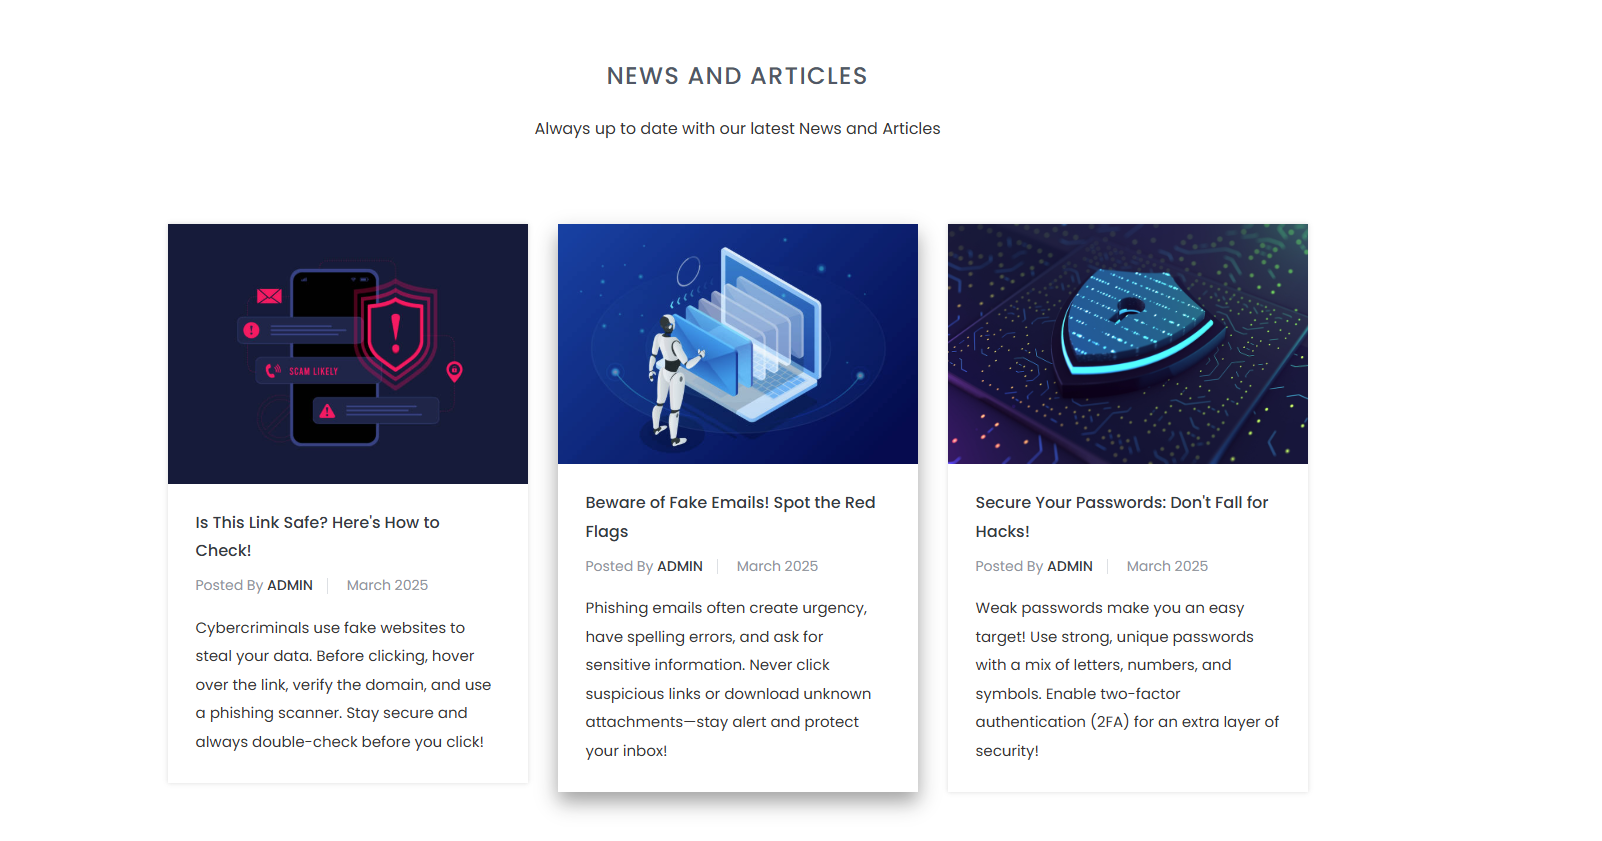 NEWS AND ARTICLES
Always up to date with our latest News and Articles
SCAM LIKELY
Is This Link Safe? Here's How to
Check!
Posted By ADMIN
March 2025
Cybercriminals use fake websites to
steal your data. Before clicking, hover
over the link, verify the domain, and use
a phishing scanner. Stay secure and
always double-check before you click!
Beware of Fake Emails! Spot the Red
Flags
Posted By ADMIN
March 2025
Phishing emails often create urgency,
have spelling errors, and ask for
sensitive information. Never click
suspicious links or download unknown
attachments—stay alert and protect
your inbox!
Secure Your Passwords: Don't Fall for
Hacks!
Posted By ADMIN
March 2025
Weak passwords make you an easy
target! Use strong, unique passwords
with a mix of letters, numbers, and
symbols. Enable two-factor
authentication (2FA) for an extra layer of
security!